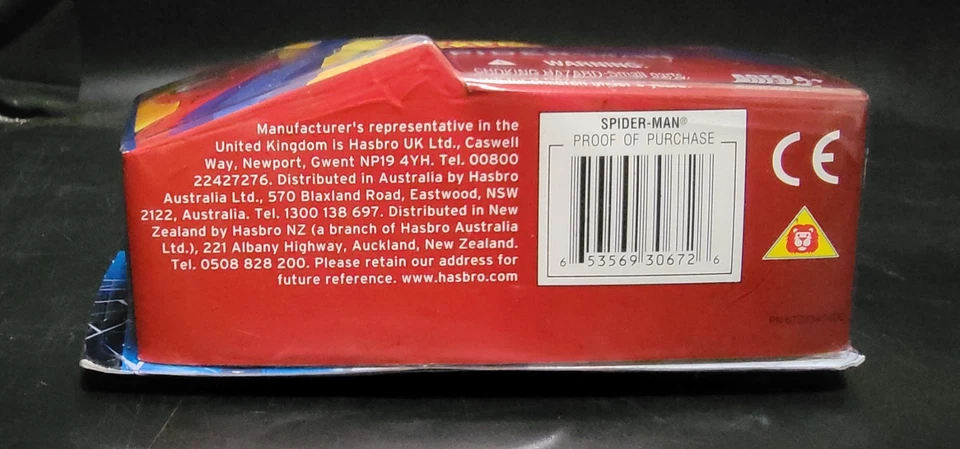 WARNING:
CHOKING HAZARD-Small parts.
Manufacturer's representative in the
United Kingdom is Hasbro UK Ltd., Caswell
Way, Newport, Gwent NP19 4YH. Tel. 00800
22427276. Distributed in Australia by Hasbro
Australia Ltd., 570 Blaxland Road, Eastwood, NSW
2122, Australia. Tel. 1300 138 697. Distributed in New
Zealand by Hasbro NZ (a branch of Hasbro Australia
Ltd.), 221 Albany Highway, Auckland, New Zealand.
Tel. 0508 828 200. Please retain our address for
future reference. www.hasbro.com
SPIDER-MAN®
PROOF OF PURCHASE
6 53569 30672 6
CE